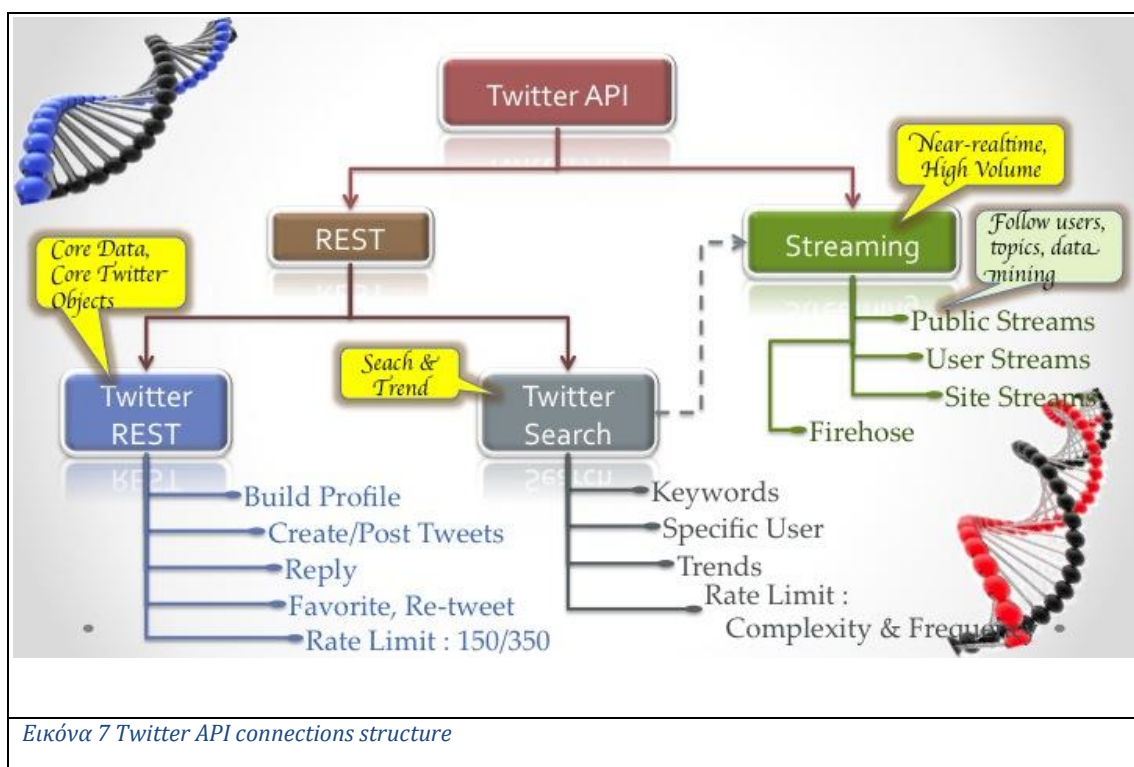 Twitter API
Near-realtime,
High Volume
REST
Streaming
Follow users,
topics, data
mining
Core Data,
Core Twitter
Objects
Public Streams
User Streams
Site Streams
Firehose
Seach &
Trend
Twitter
REST
Twitter
Search
Build Profile
Create/Post Tweets
Reply
Favorite, Re-tweet
Rate Limit : 150/350
Keywords
Specific User
Trends
Rate Limit :
Complexity & Frequency
Εικόνα 7 Twitter API connections structure